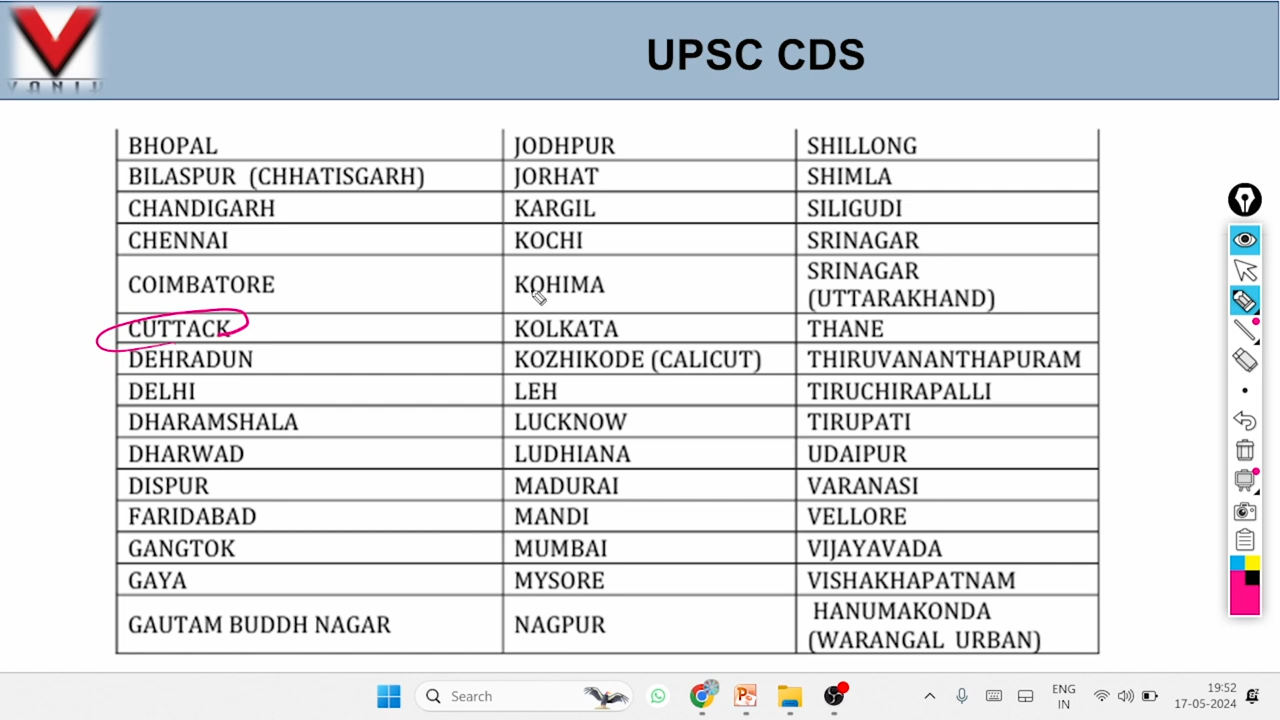 VONIU
UPSC CDS
BHOPAL JODHPUR SHILLONG
BILASPUR (CHHATISGARH) JORHAT SHIMLA
CHANDIGARH KARGIL SILIGUDI
CHENNAI KOCHI SRINAGAR
COIMBATORE KOHIMA SRINAGAR
(UTTARAKHAND)
CUTTACK KOLKATA THANE
DEHRADUN KOZHIKODE (CALICUT) THIRUVANANTHAPURAM
DELHI LEH TIRUCHIRAPALLI
DHARAMSHALA LUCKNOW TIRUPATI
DHARWAD LUDHIANA UDAIPUR
DISPUR MADURAI VARANASI
FARIDABAD MANDI VELLORE
GANGTOK MUMBAI VIJAYAVADA
GAYA MYSORE VISHAKHAPATNAM
GAUTAM BUDDH NAGAR NAGPUR HANUMAKONDA
(WARANGAL URBAN)
Search
ENG
IN
19:52
17-05-2024